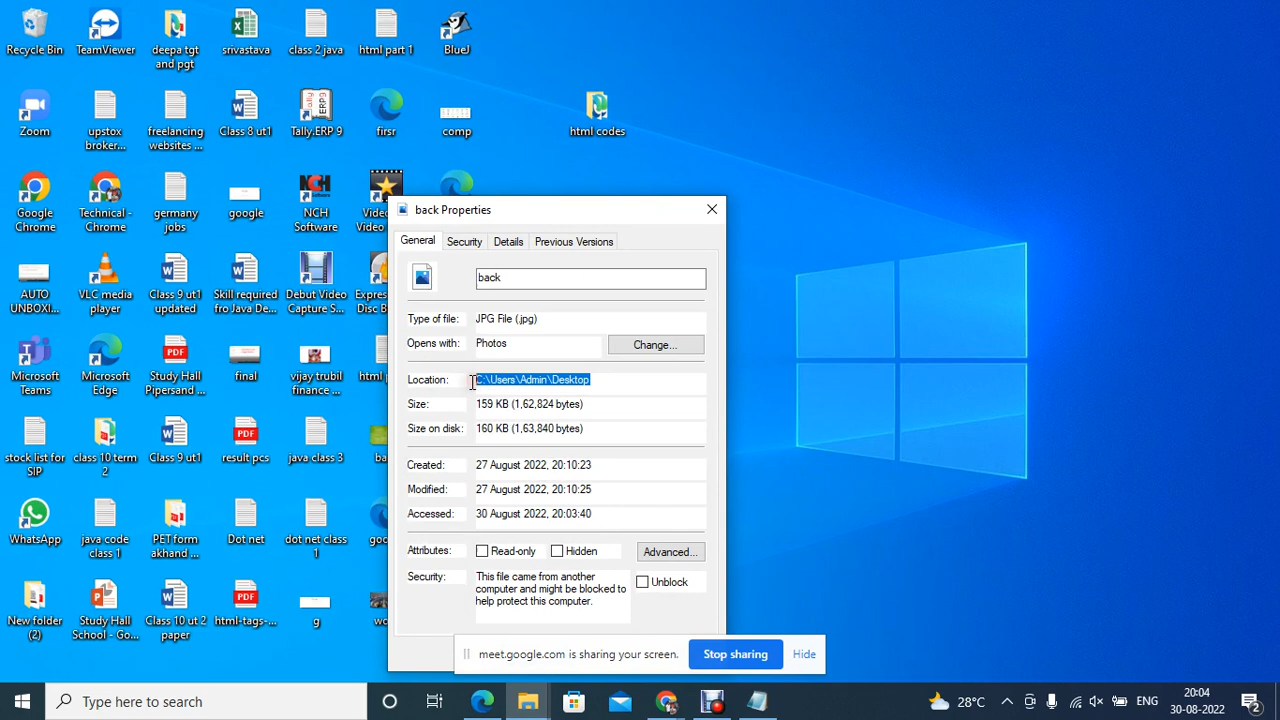 Recycle Bin
TeamViewer
deepa tgt
and pgt
srivastava
class 2 java
html part 1
BlueJ
Zoom
upstox
broker...
freelancing
websites ...
Class 8 ut1
Tally.ERP 9
firsr
comp
html codes
Google
Chrome
Technical -
Chrome
germany
jobs
google
NCH
Software
AUTO
UNBOXI...
VLC media
player
Class 9 ut1
updated
Skill required
fro Java De...
Debut Video
Capture S...
Microsoft
Teams
Microsoft
Edge
Study Hall
Pipersand ...
final
vijay trubil
finance ...
stock list for
SIP
class 10 term
2
Class 9 ut1
result pcs
java class 3
WhatsApp
java code
class 1
PET form
akhand ...
Dot net
dot net class
1
New folder
(2)
Study Hall
School - Go...
Class 10 ut 2
paper
html-tags-...
g
back Properties
General Security Details Previous Versions
back
Type of file: JPG File (.jpg)
Opens with: Photos Change...
Location: C:\Users\Admin\Desktop
Size: 159 KB (1,62,824 bytes)
Size on disk: 160 KB (1,63,840 bytes)
Created: 27 August 2022, 20:10:23
Modified: 27 August 2022, 20:10:25
Accessed: 30 August 2022, 20:03:40
Attributes: Read-only Hidden Advanced...
Security: This file came from another
computer and might be blocked to
help protect this computer.
Unblock
meet.google.com is sharing your screen. Stop sharing Hide
Type here to search
28°C
ENG
20:04
30-08-2022
2